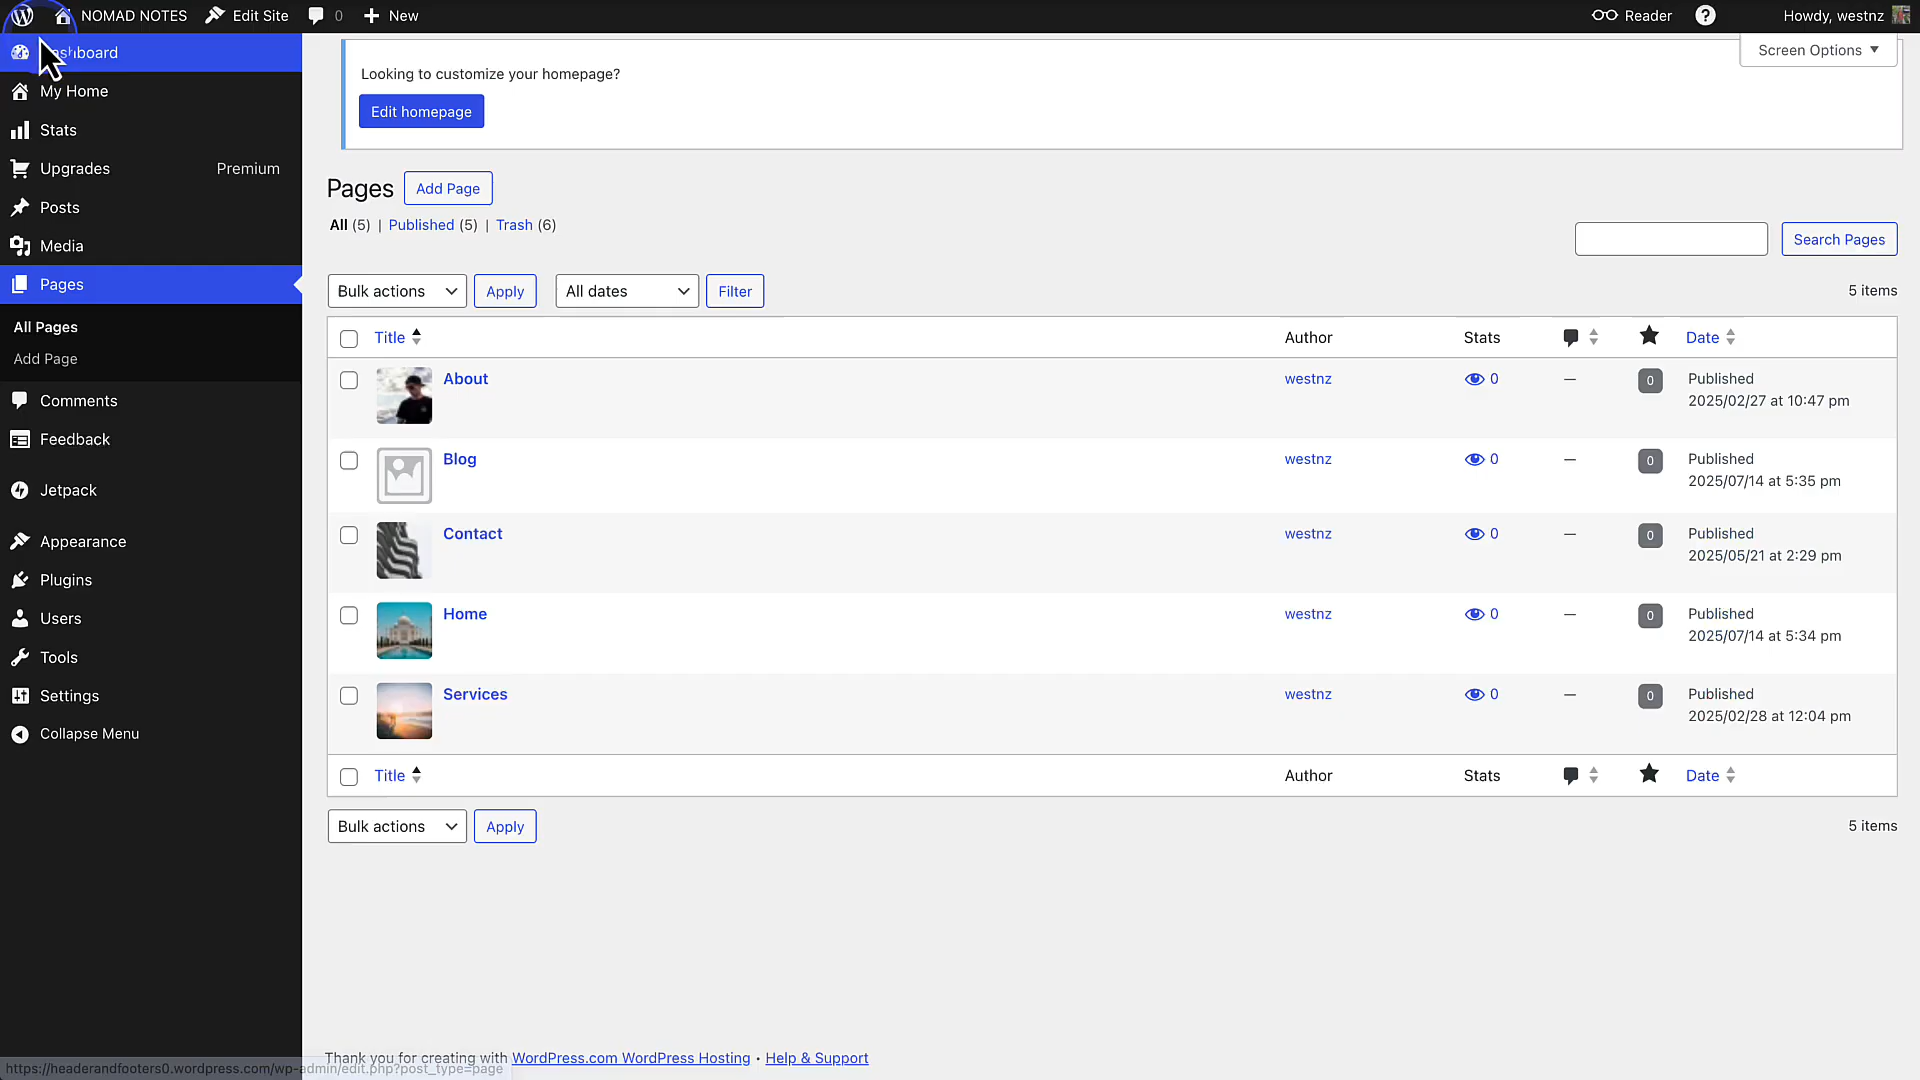 NOMAD NOTES Edit Site 0 New Reader Howdy, westnz
Dashboard
My Home
Stats
Upgrades Premium
Posts
Media
Pages
All Pages
Add Page
Comments
Feedback
Jetpack
Appearance
Plugins
Users
Tools
Settings
Collapse Menu
Screen Options
Looking to customize your homepage?
Edit homepage
Pages Add Page
All (5) | Published (5) | Trash (6)
Search Pages
Bulk actions Apply All dates Filter 5 items
Title Author Stats Date
About westnz 0 — 0 Published
2025/02/27 at 10:47 pm
Blog westnz 0 — 0 Published
2025/07/14 at 5:35 pm
Contact westnz 0 — 0 Published
2025/05/21 at 2:29 pm
Home westnz 0 — 0 Published
2025/07/14 at 5:34 pm
Services westnz 0 — 0 Published
2025/02/28 at 12:04 pm
Title Author Stats Date
Bulk actions Apply 5 items
Thank you for creating with WordPress.com WordPress Hosting • Help & Support
https://headerandfooters0.wordpress.com/wp-admin/edit.php?post_type=page